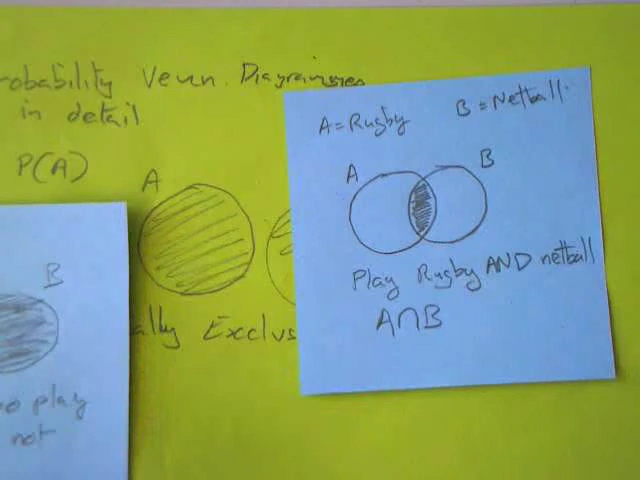 robability Venn Diagrammes
in detail
P(A)
A
ally Exclus
B
o play
not
A = Rugby
B = Netball
A
B
Play Rugby AND netball
A∩B